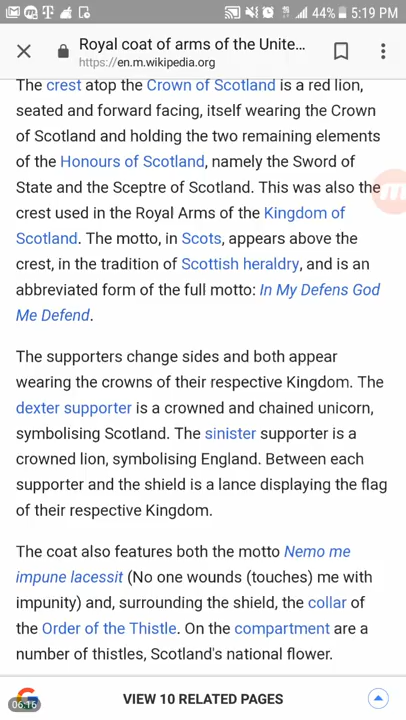 44% 5:19 PM
Royal coat of arms of the Unite...
https://en.m.wikipedia.org
The crest atop the Crown of Scotland is a red lion,
seated and forward facing, itself wearing the Crown
of Scotland and holding the two remaining elements
of the Honours of Scotland, namely the Sword of
State and the Sceptre of Scotland. This was also the
crest used in the Royal Arms of the Kingdom of
Scotland. The motto, in Scots, appears above the
crest, in the tradition of Scottish heraldry, and is an
abbreviated form of the full motto: In My Defens God
Me Defend.
The supporters change sides and both appear
wearing the crowns of their respective Kingdom. The
dexter supporter is a crowned and chained unicorn,
symbolising Scotland. The sinister supporter is a
crowned lion, symbolising England. Between each
supporter and the shield is a lance displaying the flag
of their respective Kingdom.
The coat also features both the motto Nemo me
impune lacessit (No one wounds (touches) me with
impunity) and, surrounding the shield, the collar of
the Order of the Thistle. On the compartment are a
number of thistles, Scotland's national flower.
06:16
VIEW 10 RELATED PAGES